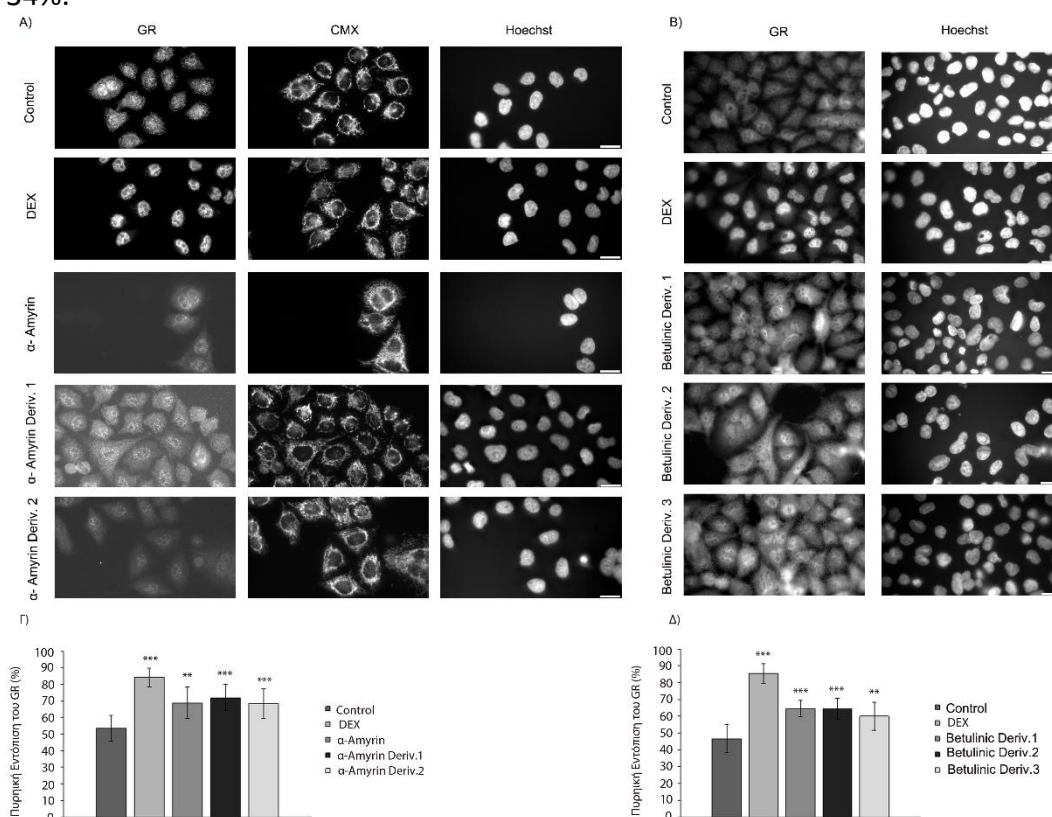 54%.
A)
GR CMX Hoechst
Control
DEX
α- Amyrin
α- Amyrin Deriv. 1
α- Amyrin Deriv. 2
B)
GR Hoechst
Control
DEX
Betulinic Deriv. 1
Betulinic Deriv. 2
Betulinic Deriv. 3
Γ)
Πυρηνική Εντόπιση του GR (%)
100
90
80
70
60
50
40
30
20
10
0
***
**
***
***
Control
DEX
α-Amyrin
α-Amyrin Deriv.1
α-Amyrin Deriv.2
Δ)
Πυρηνική Εντόπιση του GR (%)
100
90
80
70
60
50
40
30
20
10
0
***
***
***
**
Control
DEX
Betulinic Deriv.1
Betulinic Deriv.2
Betulinic Deriv.3